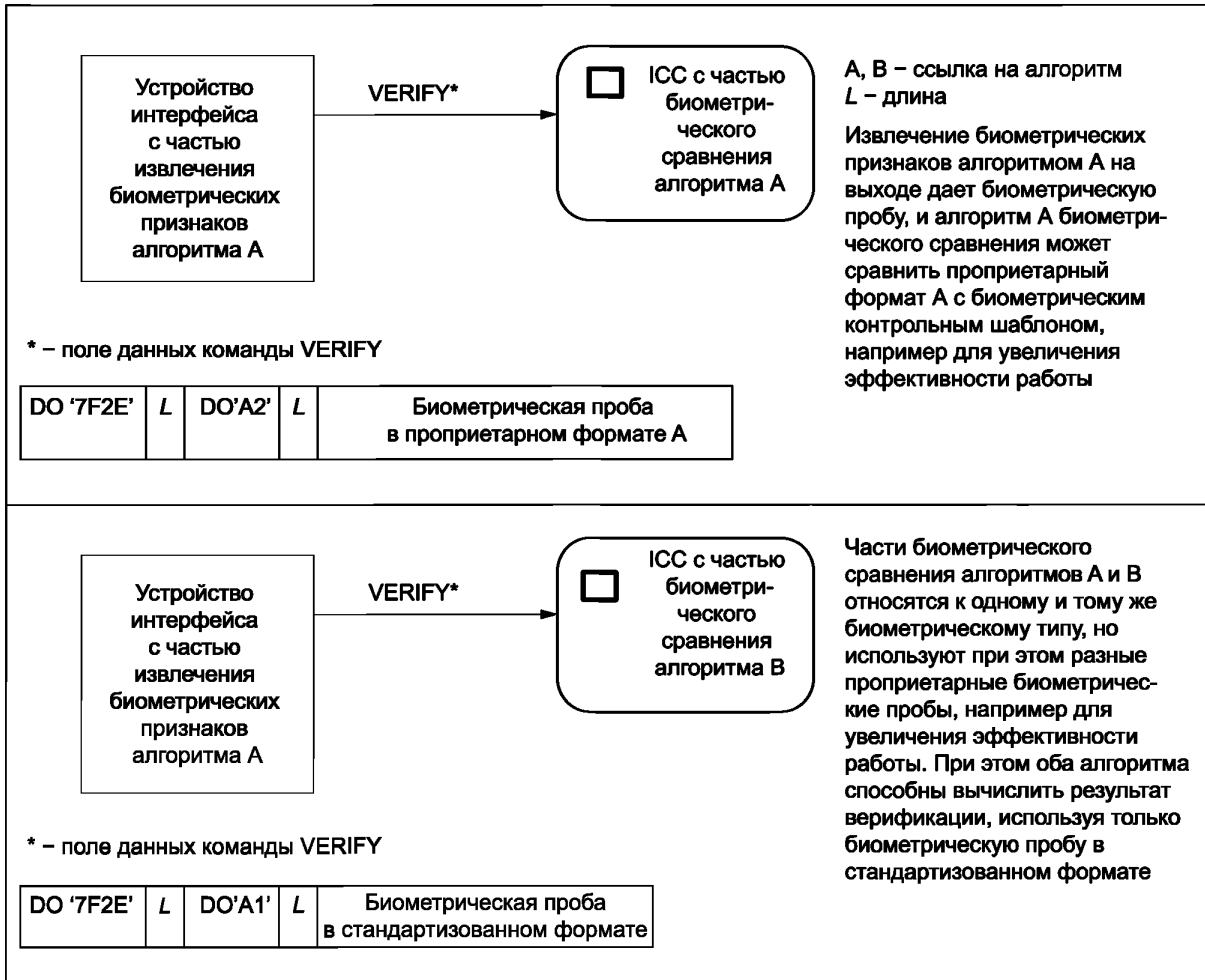 Устройство
интерфейса
с частью
извлечения
биометрических
признаков
алгоритма А
VERIFY*
ICC с частью
биометри-
ческого
сравнения
алгоритма А
А, В – ссылка на алгоритм
L – длина
Извлечение биометрических
признаков алгоритмом А на
выходе дает биометрическую
пробу, и алгоритм А биометри-
ческого сравнения может
сравнить проприетарный
формат А с биометрическим
контрольным шаблоном,
например для увеличения
эффективности работы
* – поле данных команды VERIFY
DO ‘7F2E’ L DO’A2’ L Биометрическая проба
в проприетарном формате А
Устройство
интерфейса
с частью
извлечения
биометрических
признаков
алгоритма А
VERIFY*
ICC с частью
биометри-
ческого
сравнения
алгоритма В
Части биометрического
сравнения алгоритмов А и В
относятся к одному и тому же
биометрическому типу, но
используют при этом разные
проприетарные биометричес-
кие пробы, например для
увеличения эффективности
работы. При этом оба алгоритма
способны вычислить результат
верификации, используя только
биометрическую пробу в
стандартизованном формате
* – поле данных команды VERIFY
DO ‘7F2E’ L DO’A1’ L Биометрическая проба
в стандартизованном формате